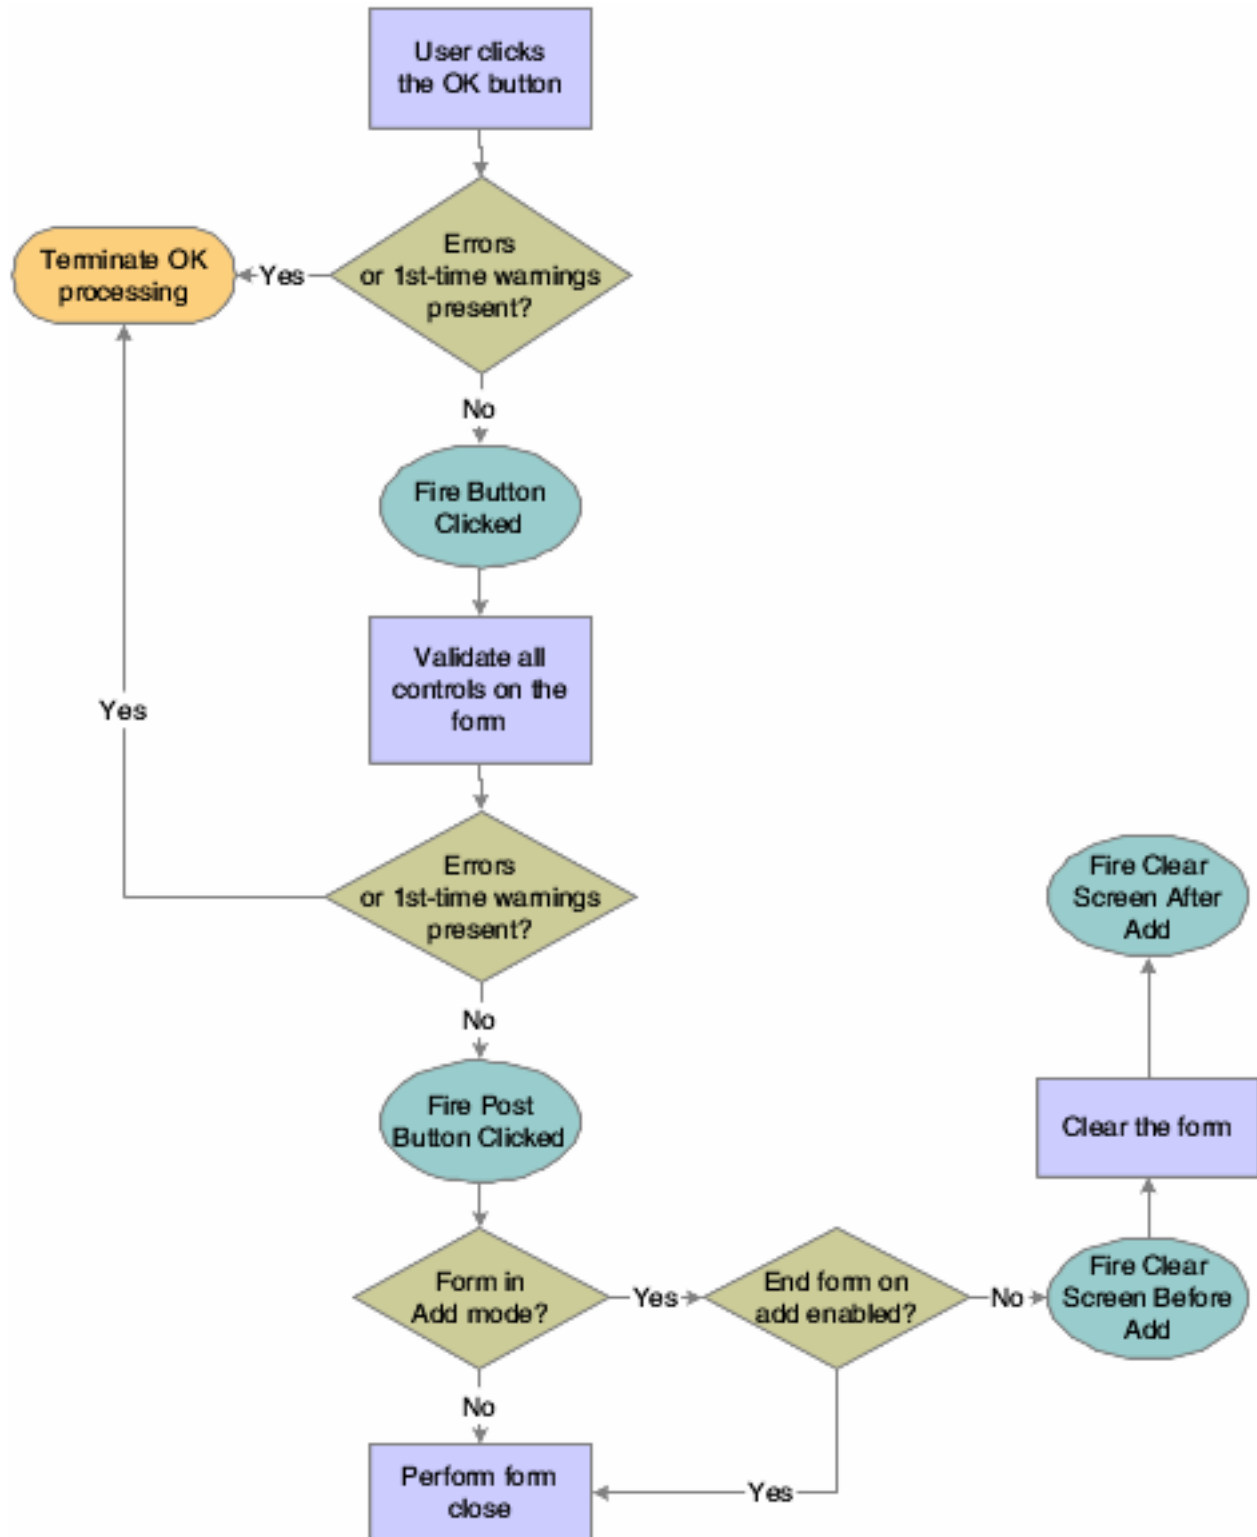 User clicks
the OK button
Errors
or 1st-time warnings
present?
Yes
Terminate OK
processing
No
Fire Button
Clicked
Validate all
controls on the
form
Yes
Errors
or 1st-time warnings
present?
No
Fire Post
Button Clicked
Form in
Add mode?
Yes
End form on
add enabled?
No
Fire Clear
Screen Before
Add
Clear the form
Fire Clear
Screen After
Add
No
Yes
Perform form
close